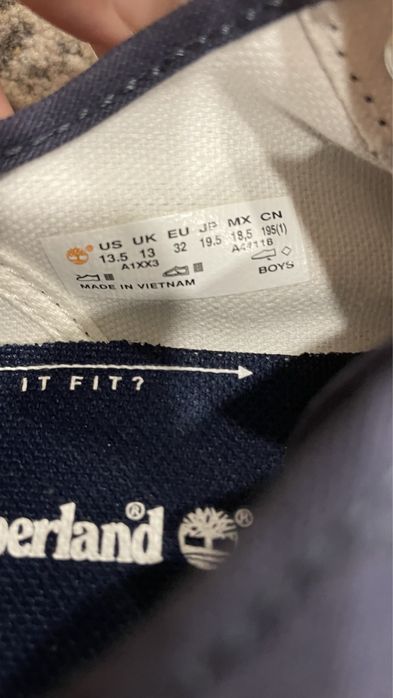 US UK EU JP MX CN
13.5 13 32 19.5 18.5 195(1)
A1XX3
BOYS
MADE IN VIETNAM
IT FIT?
berland®